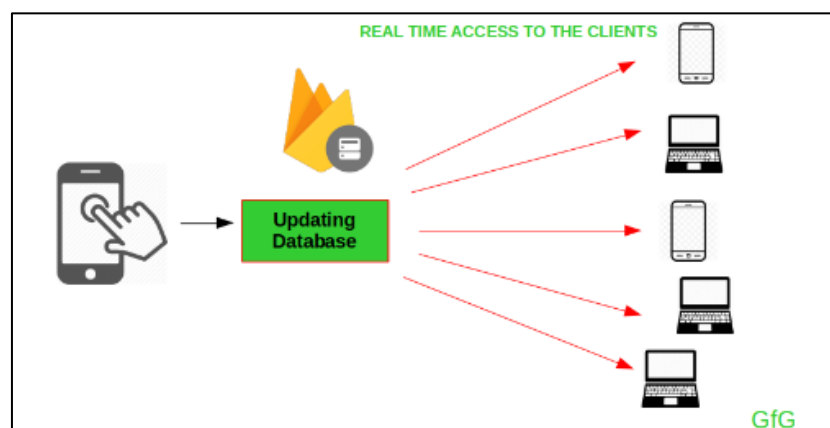 REAL TIME ACCESS TO THE CLIENTS
Updating
Database
GfG